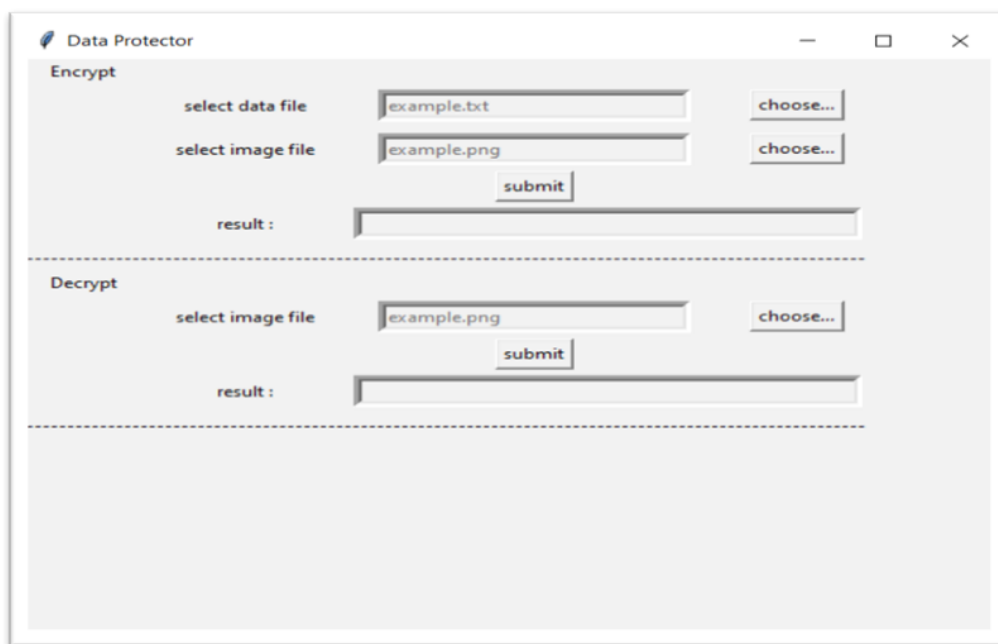 Data Protector
Encrypt
select data file example.txt choose...
select image file example.png choose...
submit
result :
Decrypt
select image file example.png choose...
submit
result :